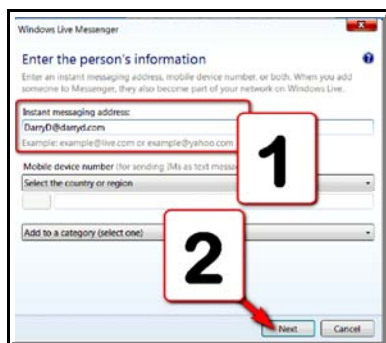 Windows Live Messenger
Enter the person's information
Enter an instant messaging address, mobile device number, or both. When you add
someone to Messenger, they also become part of your network on Windows Live.
Instant messaging address:
DarryD@darryd.com
Example: example@live.com or example@yahoo.com
1
Mobile device number (for sending IMs as text
Select the country or region
Add to a category (select one)
2
Next
Cancel